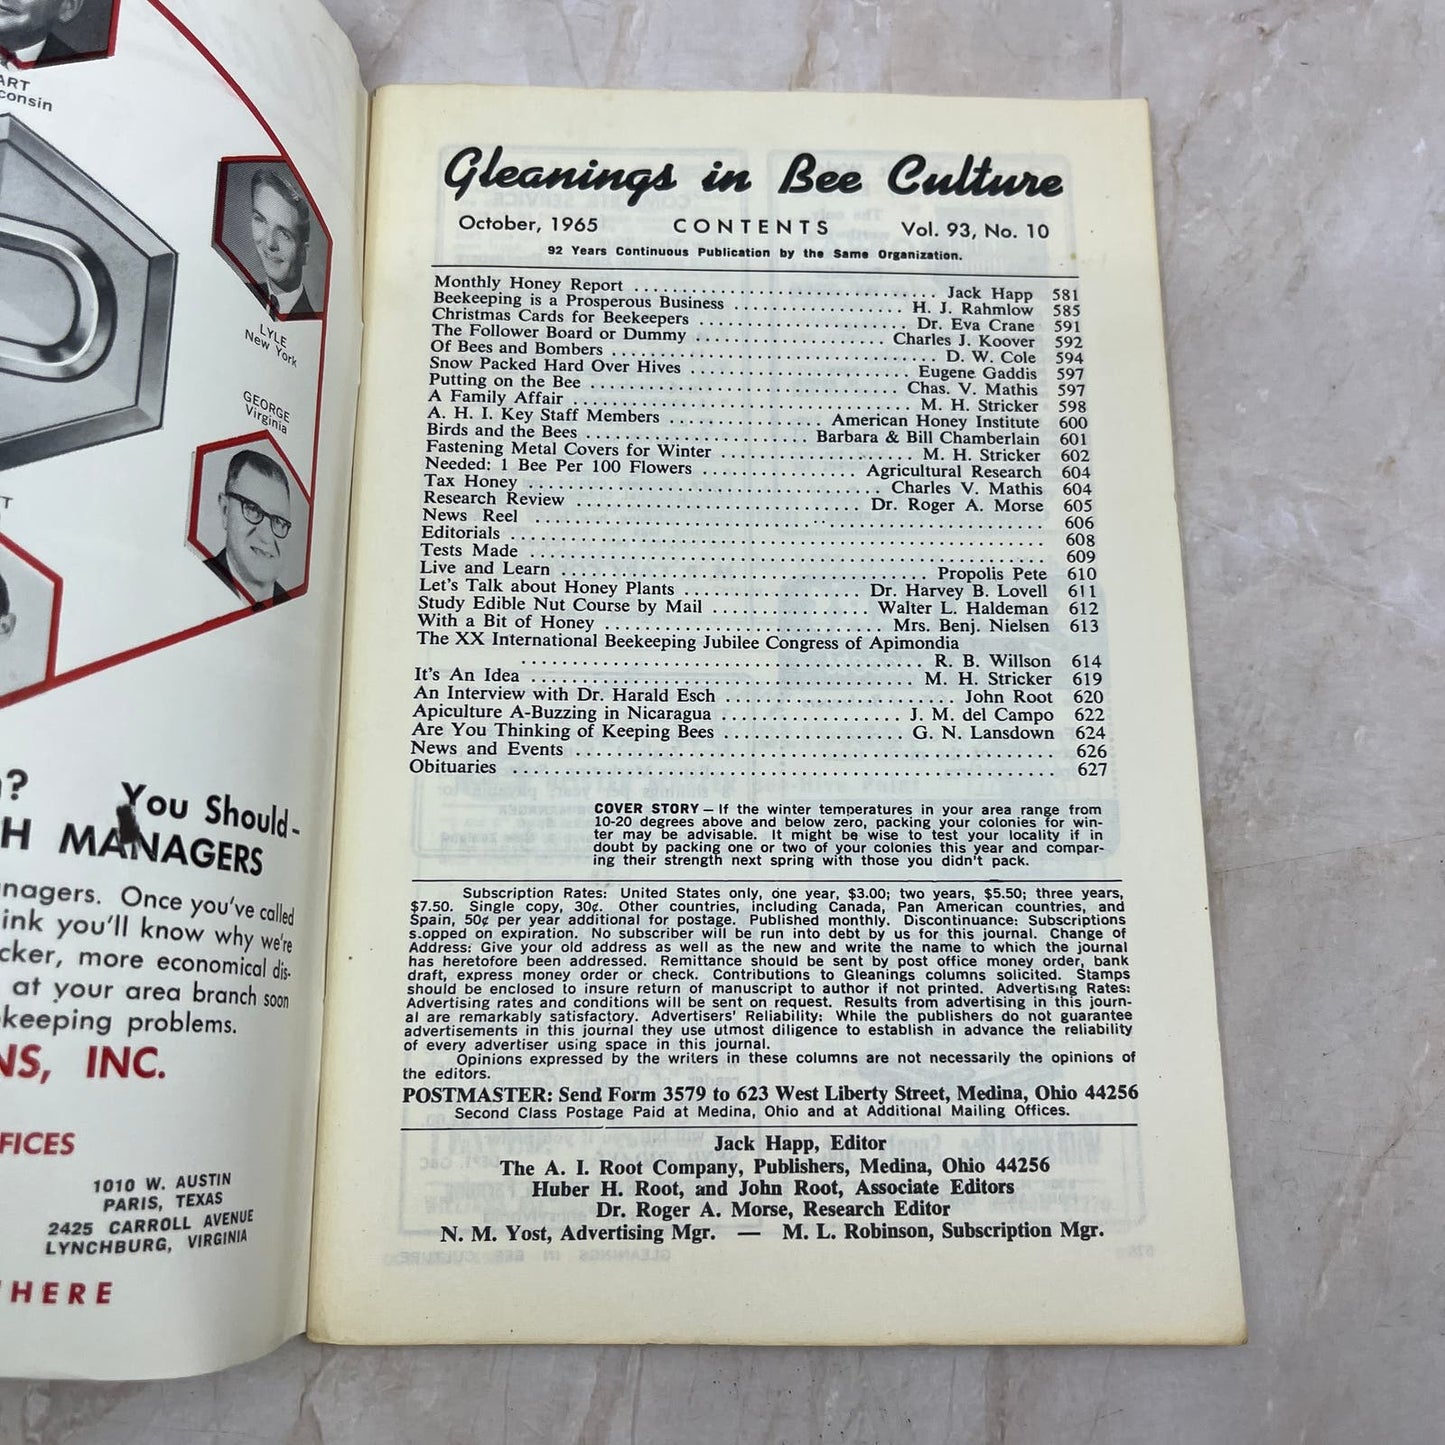 ART
consin
LYLE
New York
GEORGE
Virginia
You Should-
MANAGERS
Once you've called
ink you'll know why we're
more economical dis-
at your area branch soon
problems.
INC.
1010 W. AUSTIN
PARIS, TEXAS
2425 CARROLL AVENUE
LYNCHBURG, VIRGINIA
HERE
Gleanings in Bee Culture
October, 1965 CONTENTS Vol. 93, No. 10
92 Years Continuous Publication by the Same Organization.
Monthly Honey Report ... Jack Happ 581
Beekeeping is a Prosperous Business ... H. J. Rahmlow 585
Christmas Cards for Beekeepers ... Dr. Eva Crane 591
The Follower Board or Dummy ... Charles J. Koover 592
Of Bees and Bombers ... D. W. Cole 594
Snow Packed Hard Over Hives ... Eugene Gaddis 597
Putting on the Bee ... Chas. V. Mathis 597
A Family Affair ... M. H. Stricker 598
A. H. I. Key Staff Members ... American Honey Institute 600
Birds and the Bees ... Barbara & Bill Chamberlain 601
Fastening Metal Covers for Winter ... M. H. Stricker 602
Needed: 1 Bee Per 100 Flowers ... Agricultural Research 604
Tax Honey ... Charles V. Mathis 604
Research Review ... Dr. Roger A. Morse 605
News Reel ... 606
Editorials ... 608
Tests Made ... 609
Live and Learn ... Propolis Pete 610
Let's Talk about Honey Plants ... Dr. Harvey B. Lovell 611
Study Edible Nut Course by Mail ... Walter L. Haldeman 612
With a Bit of Honey ... Mrs. Benj. Nielsen 613
The XX International Beekeeping Jubilee Congress of Apimondia
... R. B. Willson 614
It's An Idea ... M. H. Stricker 619
An Interview with Dr. Harald Esch ... John Root 620
Apiculture A-Buzzing in Nicaragua ... J. M. del Campo 622
Are You Thinking of Keeping Bees ... G. N. Lansdown 624
News and Events ... 626
Obituaries ... 627
COVER STORY — If the winter temperatures in your area range from
10-20 degrees above and below zero, packing your colonies for win-
ter may be advisable. It might be wise to test your locality if in
doubt by packing one or two of your colonies this year and compar-
ing their strength next spring with those you didn't pack.
Subscription Rates: United States only, one year, $3.00; two years, $5.50; three years,
$7.50. Single copy, 30¢. Other countries, including Canada, Pan American countries, and
Spain, 50¢ per year additional for postage. Published monthly. Discontinuance: Subscriptions
s.opped on expiration. No subscriber will be run into debt by us for this journal. Change of
Address: Give your old address as well as the new and write the name to which the journal
has heretofore been addressed. Remittance should be sent by post office money order, bank
draft, express money order or check. Contributions to Gleanings columns solicited. Stamps
should be enclosed to insure return of manuscript to author if not printed. Advertising Rates:
Advertising rates and conditions will be sent on request. Results from advertising in this journ-
al are remarkably satisfactory. Advertisers' Reliability: While the publishers do not guarantee
advertisements in this journal they use utmost diligence to establish in advance the reliability
of every advertiser using space in this journal.
Opinions expressed by the writers in these columns are not necessarily the opinions of
the editors.
POSTMASTER: Send Form 3579 to 623 West Liberty Street, Medina, Ohio 44256
Second Class Postage Paid at Medina, Ohio and at Additional Mailing Offices.
Jack Happ, Editor
The A. I. Root Company, Publishers, Medina, Ohio 44256
Huber H. Root, and John Root, Associate Editors
Dr. Roger A. Morse, Research Editor
N. M. Yost, Advertising Mgr. — M. L. Robinson, Subscription Mgr.